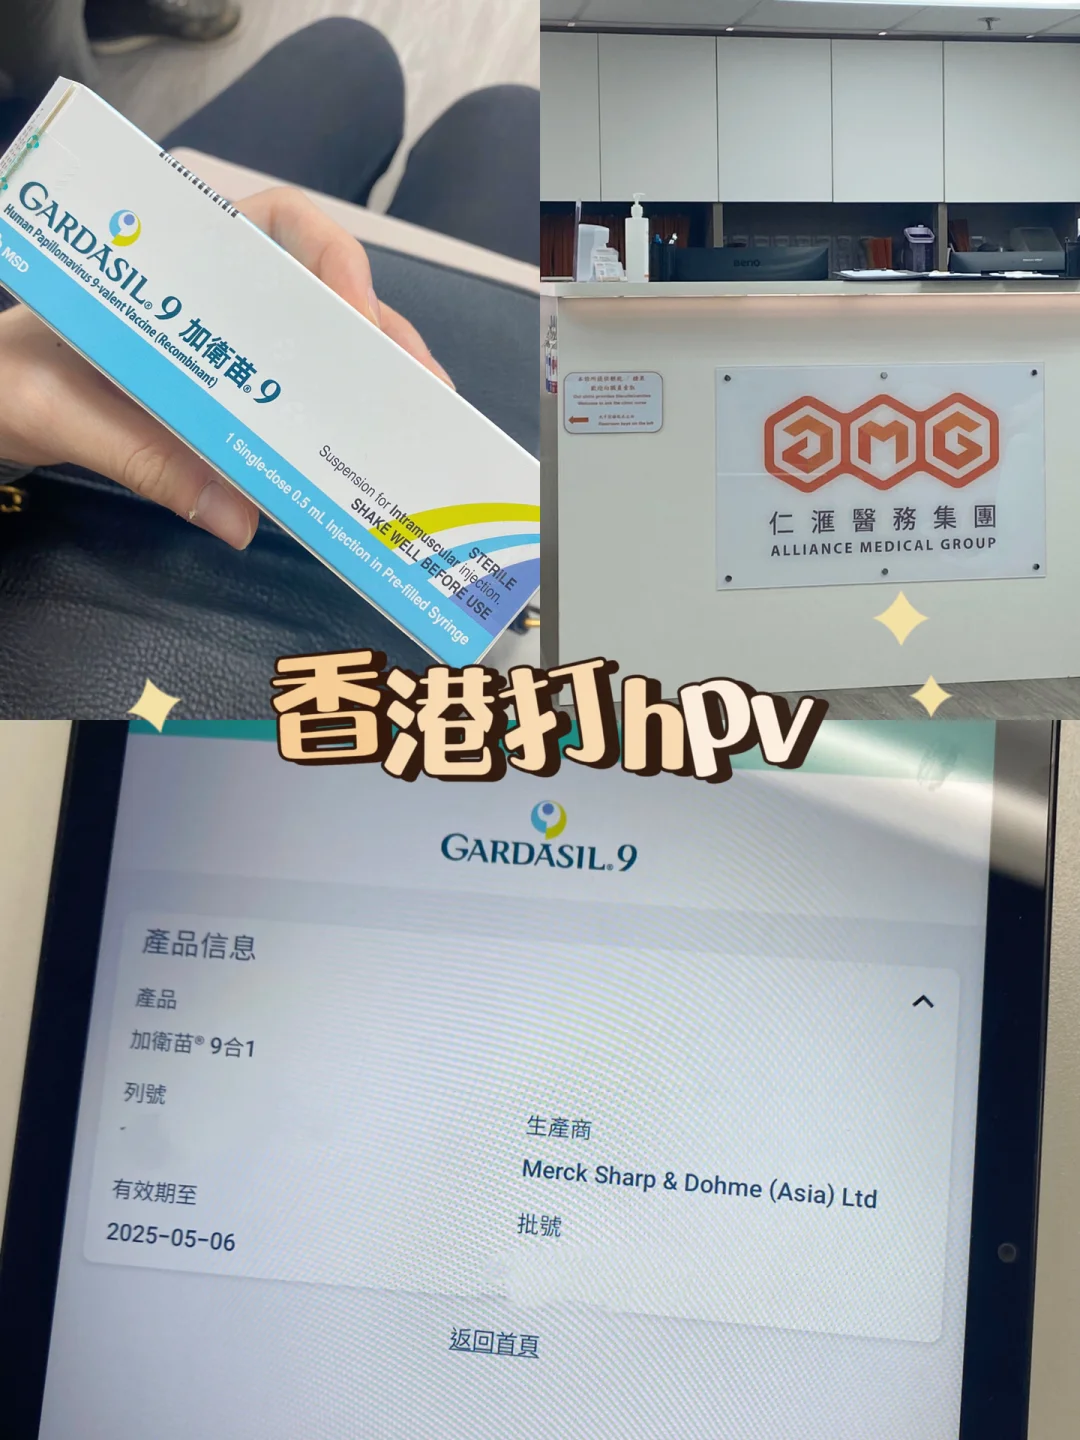 GARDASIL® 9 加衛苗® 9
Human Papillomavirus 9-valent Vaccine (Recombinant)
MSD
1 Single-dose 0.5 mL Injection in Pre-filled Syringe
Suspension for Intramuscular injection.
SHAKE WELL BEFORE USE
STERILE
BenQ
AMG
仁滙醫務集團
ALLIANCE MEDICAL GROUP
香港打hpv
GARDASIL® 9
產品信息
產品
加衛苗® 9合1
列號
生產商
Merck Sharp & Dohme (Asia) Ltd
有效期至
2025-05-06
批號
返回首頁